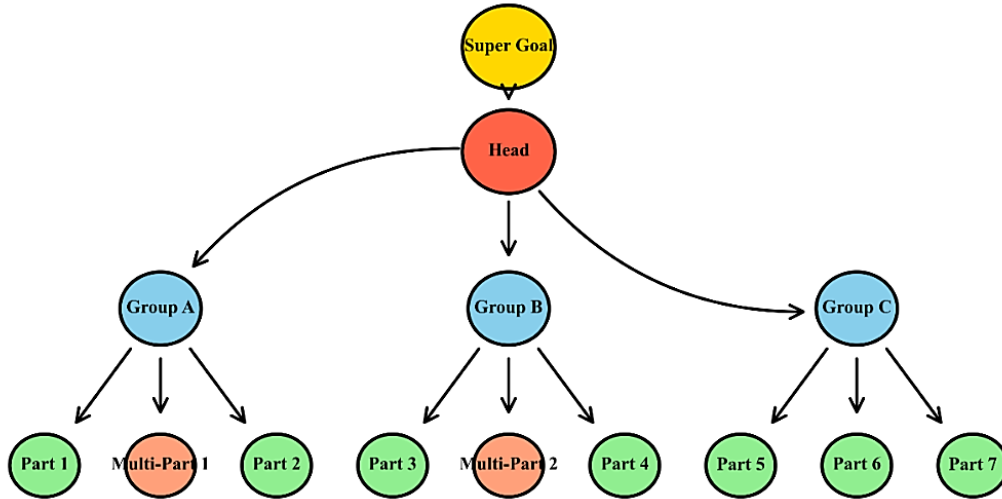 Super Goal
Head
Group A
Group B
Group C
Part 1
Multi-Part 1
Part 2
Part 3
Multi-Part 2
Part 4
Part 5
Part 6
Part 7